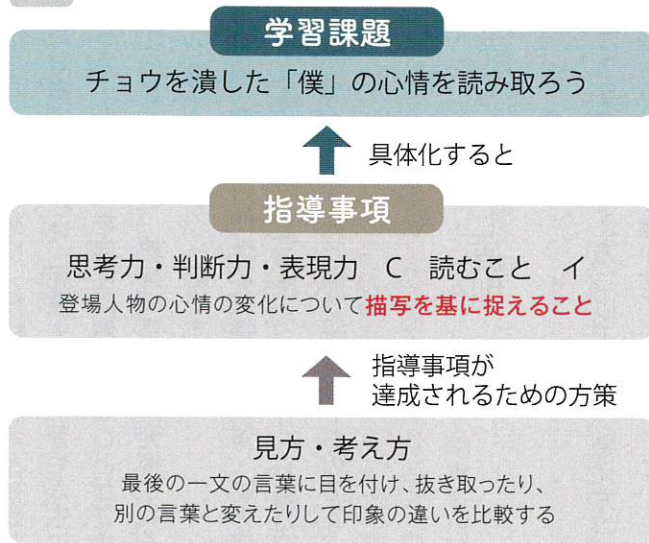 学習課題
チョウを潰した「僕」の心情を読み取ろう
具体化すると
指導事項
思考力・判断力・表現力　C　読むこと　イ
登場人物の心情の変化について描写を基に捉えること
指導事項が
達成されるための方策
見方・考え方
最後の一文の言葉に目を付け、抜き取ったり、
別の言葉と変えたりして印象の違いを比較する